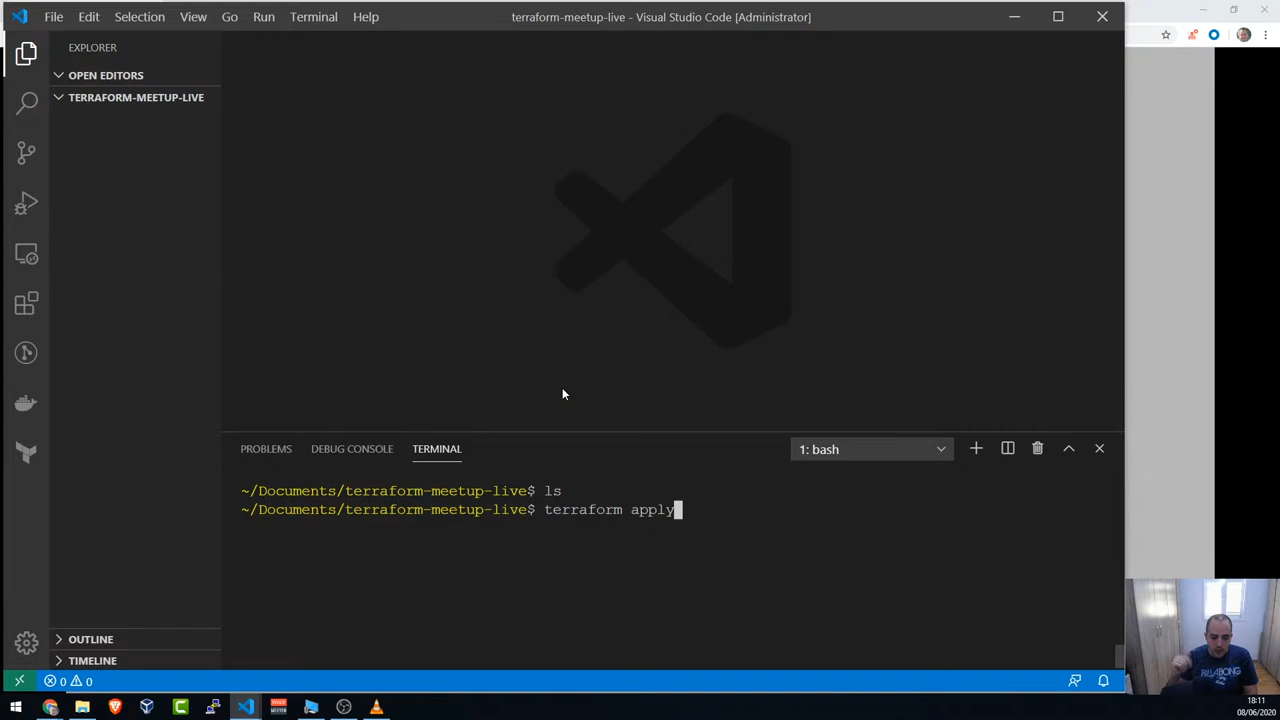 File Edit Selection View Go Run Terminal Help
terraform-meetup-live - Visual Studio Code [Administrator]
EXPLORER
OPEN EDITORS
TERRAFORM-MEETUP-LIVE
PROBLEMS DEBUG CONSOLE TERMINAL
1: bash
~/Documents/terraform-meetup-live$ ls
~/Documents/terraform-meetup-live$ terraform apply
OUTLINE
TIMELINE
0 0
BILLABONG
18:11
08/06/2020